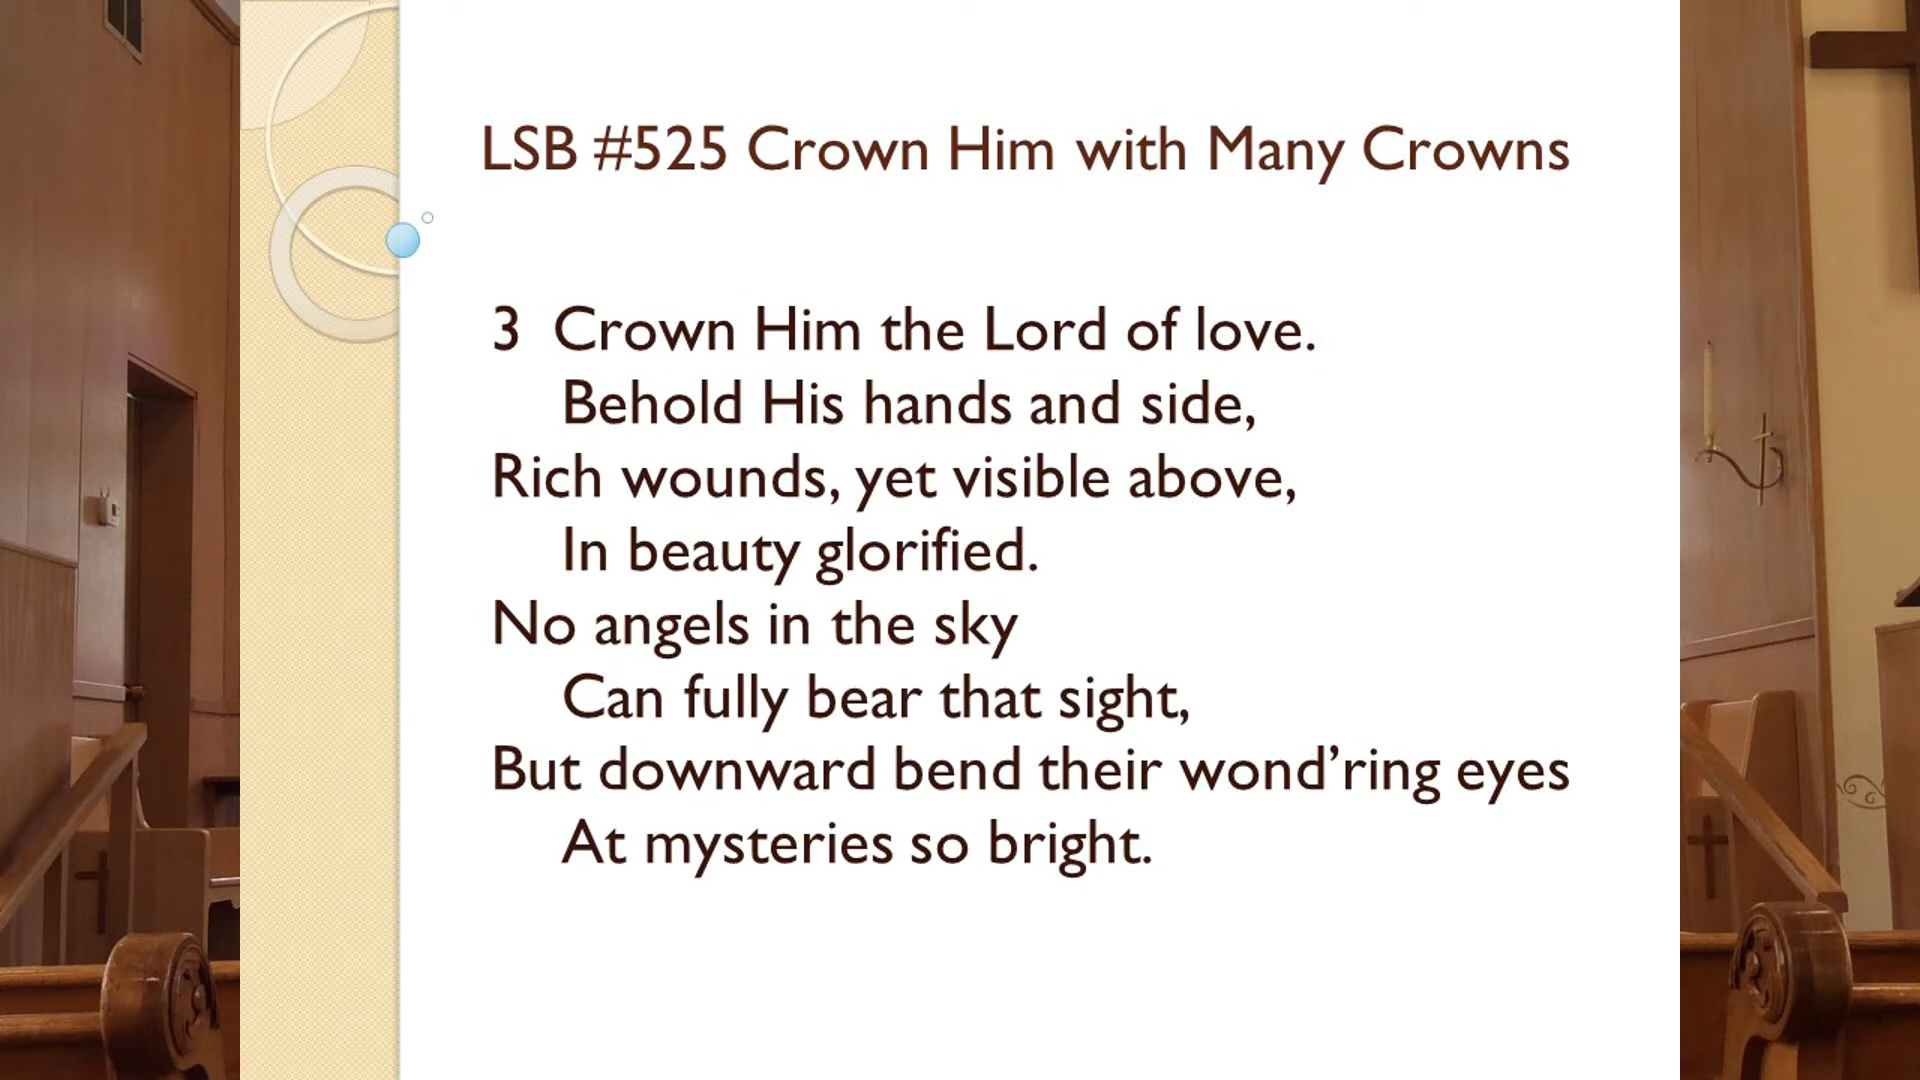 LSB #525 Crown Him with Many Crowns
3 Crown Him the Lord of love.
Behold His hands and side,
Rich wounds, yet visible above,
In beauty glorified.
No angels in the sky
Can fully bear that sight,
But downward bend their wond’ring eyes
At mysteries so bright.